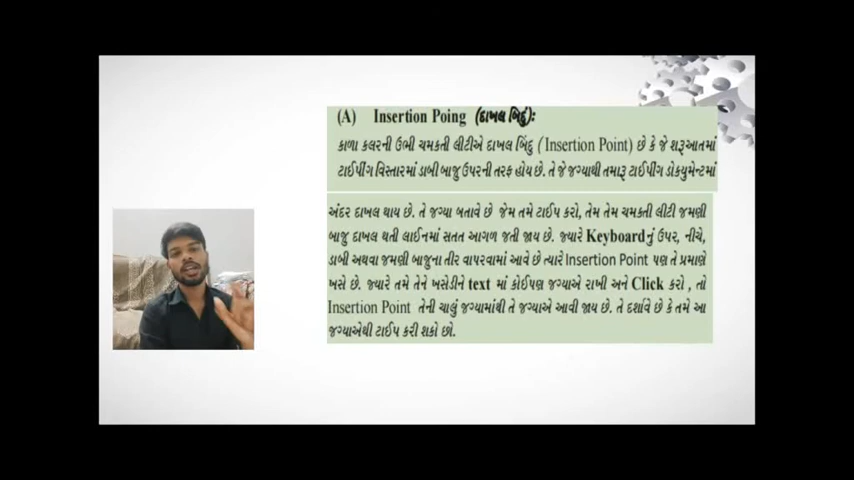 (A) Insertion Poing (દાખલ બિંદુ):
કાળા કલરની ઉભી ચમકતી લીટીએ દાખલ બિંદુ (Insertion Point) છે કે જે શરૂઆતમાં
ટાઈપીંગ વિસ્તારમાં ડાબી બાજુ ઉપરની તરફ હોય છે. તે જે જગ્યાથી તમારૂ ટાઈપીંગ ડોક્યુમેન્ટમાં
અંદર દાખલ થાય છે. તે જગ્યા બતાવે છે જેમ તમે ટાઈપ કરો, તેમ તેમ ચમકતી લીટી જમણી
બાજુ દાખલ થતી લાઈનમાં સતત આગળ જતી જાય છે. જ્યારે Keyboardનું ઉપર, નીચે,
ડાબી અથવા જમણી બાજુના તીર વાપરવામાં આવે છે ત્યારે Insertion Point પણ તે પ્રમાણે
ખસે છે. જ્યારે તમે તેને ખસેડીને text માં કોઈપણ જગ્યાએ રાખી અને Click કરો , તો
Insertion Point તેની ચાલું જગ્યામાંથી તે જગ્યાએ આવી જાય છે. તે દર્શાવે છે કે તમે આ
જગ્યાએથી ટાઈપ કરી શકો છો.